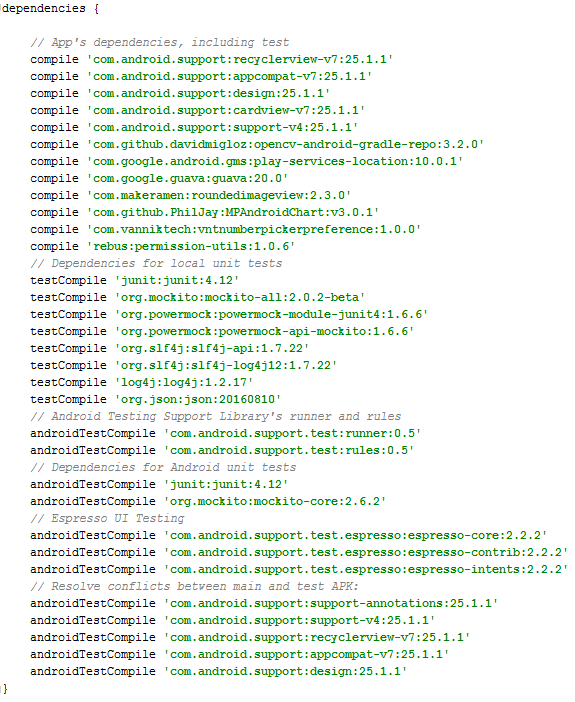 dependencies {
// App's dependencies, including test
compile 'com.android.support:recyclerview-v7:25.1.1'
compile 'com.android.support:appcompat-v7:25.1.1'
compile 'com.android.support:design:25.1.1'
compile 'com.android.support:cardview-v7:25.1.1'
compile 'com.android.support:support-v4:25.1.1'
compile 'com.github.davidmigloz:opencv-android-gradle-repo:3.2.0'
compile 'com.google.android.gms:play-services-location:10.0.1'
compile 'com.google.guava:guava:20.0'
compile 'com.makeramen:roundedimageview:2.3.0'
compile 'com.github.PhilJay:MPAndroidChart:v3.0.1'
compile 'com.vanniktech:vntnumberpickerpreference:1.0.0'
compile 'rebus:permission-utils:1.0.6'
// Dependencies for local unit tests
testCompile 'junit:junit:4.12'
testCompile 'org.mockito:mockito-all:2.0.2-beta'
testCompile 'org.powermock:powermock-module-junit4:1.6.6'
testCompile 'org.powermock:powermock-api-mockito:1.6.6'
testCompile 'org.slf4j:slf4j-api:1.7.22'
testCompile 'org.slf4j:slf4j-log4j12:1.7.22'
testCompile 'log4j:log4j:1.2.17'
testCompile 'org.json:json:20160810'
// Android Testing Support Library's runner and rules
androidTestCompile 'com.android.support.test:runner:0.5'
androidTestCompile 'com.android.support.test:rules:0.5'
// Dependencies for Android unit tests
androidTestCompile 'junit:junit:4.12'
androidTestCompile 'org.mockito:mockito-core:2.6.2'
// Espresso UI Testing
androidTestCompile 'com.android.support.test.espresso:espresso-core:2.2.2'
androidTestCompile 'com.android.support.test.espresso:espresso-contrib:2.2.2'
androidTestCompile 'com.android.support.test.espresso:espresso-intents:2.2.2'
// Resolve conflicts between main and test APK:
androidTestCompile 'com.android.support:support-annotations:25.1.1'
androidTestCompile 'com.android.support:support-v4:25.1.1'
androidTestCompile 'com.android.support:recyclerview-v7:25.1.1'
androidTestCompile 'com.android.support:appcompat-v7:25.1.1'
androidTestCompile 'com.android.support:design:25.1.1'
}